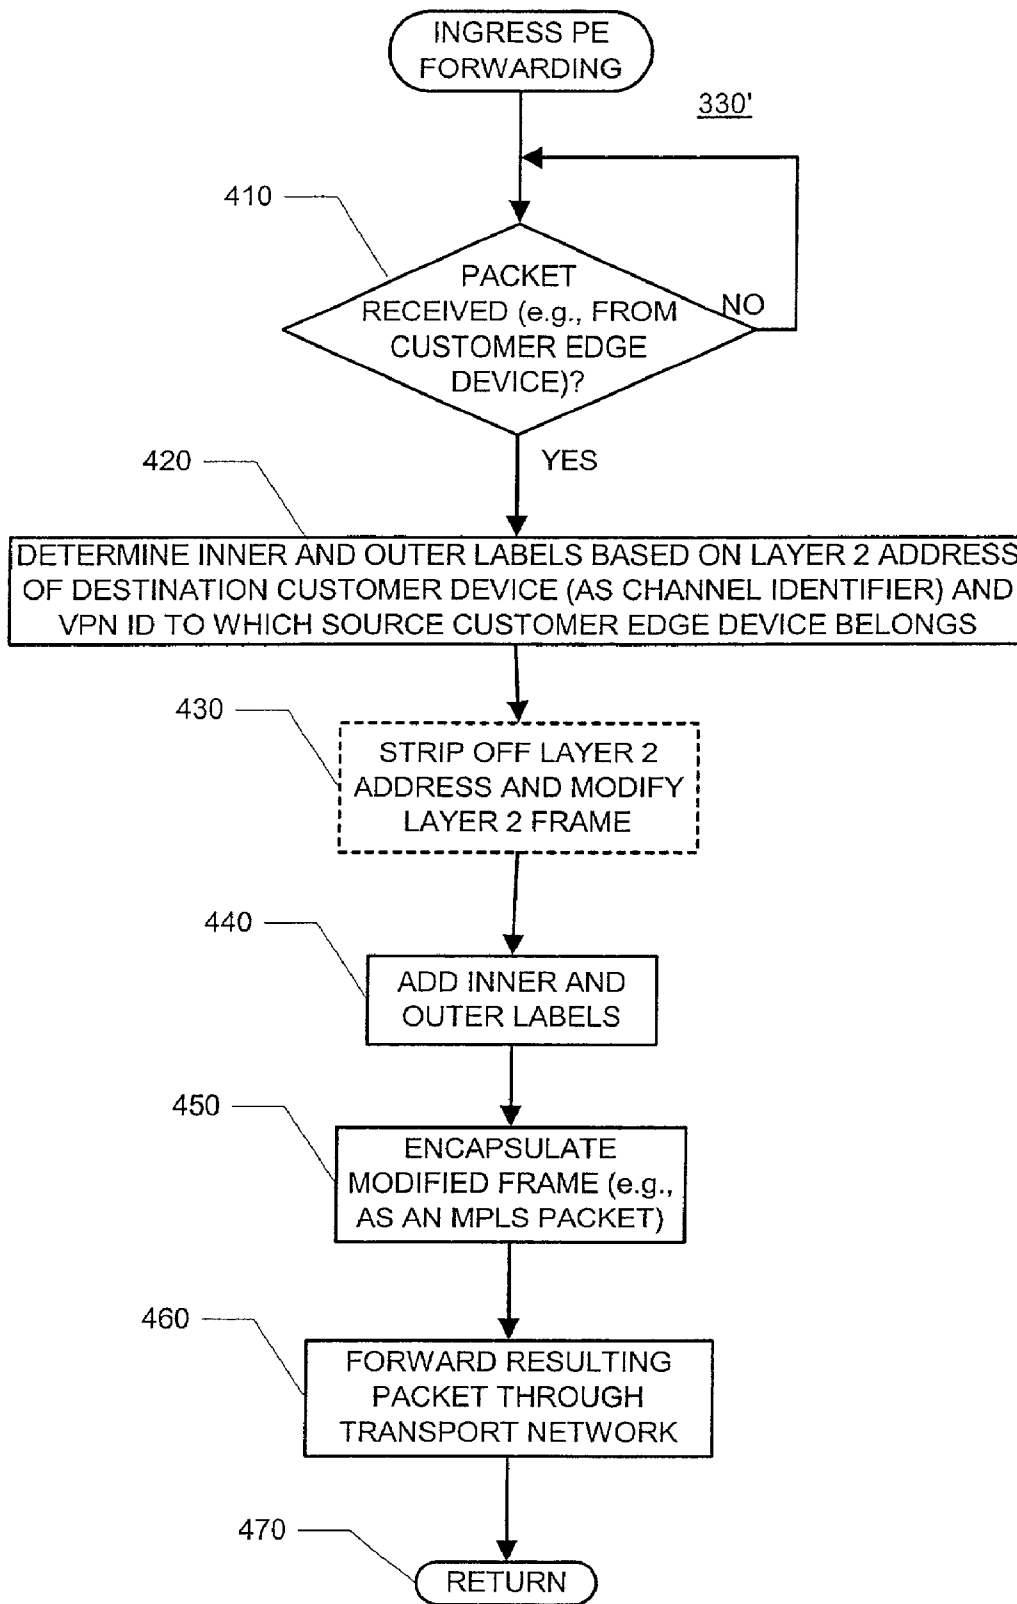 INGRESS PE
FORWARDING
330'
410
PACKET
RECEIVED (e.g., FROM
CUSTOMER EDGE
DEVICE)?
NO
YES
420
DETERMINE INNER AND OUTER LABELS BASED ON LAYER 2 ADDRESS
OF DESTINATION CUSTOMER DEVICE (AS CHANNEL IDENTIFIER) AND
VPN ID TO WHICH SOURCE CUSTOMER EDGE DEVICE BELONGS
430
STRIP OFF LAYER 2
ADDRESS AND MODIFY
LAYER 2 FRAME
440
ADD INNER AND
OUTER LABELS
450
ENCAPSULATE
MODIFIED FRAME (e.g.,
AS AN MPLS PACKET)
460
FORWARD RESULTING
PACKET THROUGH
TRANSPORT NETWORK
470
RETURN